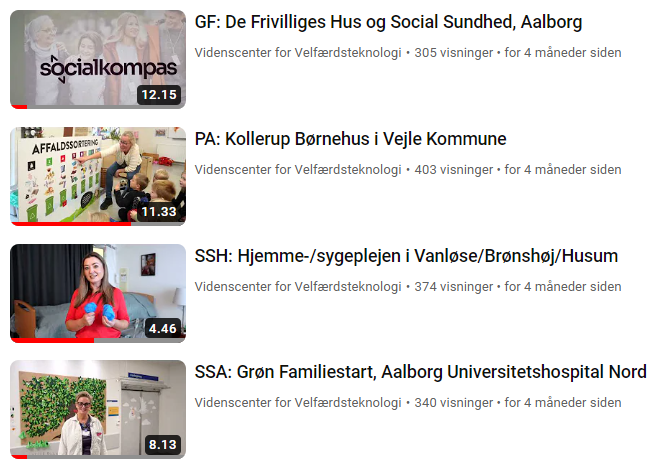 socialkompas
12.15
GF: De Frivilliges Hus og Social Sundhed, Aalborg
Videnscenter for Velfærdsteknologi • 305 visninger • for 4 måneder siden
AFFALDSSORTERING
11.33
PA: Kollerup Børnehus i Vejle Kommune
Videnscenter for Velfærdsteknologi • 403 visninger • for 4 måneder siden
4.46
SSH: Hjemme-/sygeplejen i Vanløse/Brønshøj/Husum
Videnscenter for Velfærdsteknologi • 374 visninger • for 4 måneder siden
8.13
SSA: Grøn Familiestart, Aalborg Universitetshospital Nord
Videnscenter for Velfærdsteknologi • 340 visninger • for 4 måneder siden